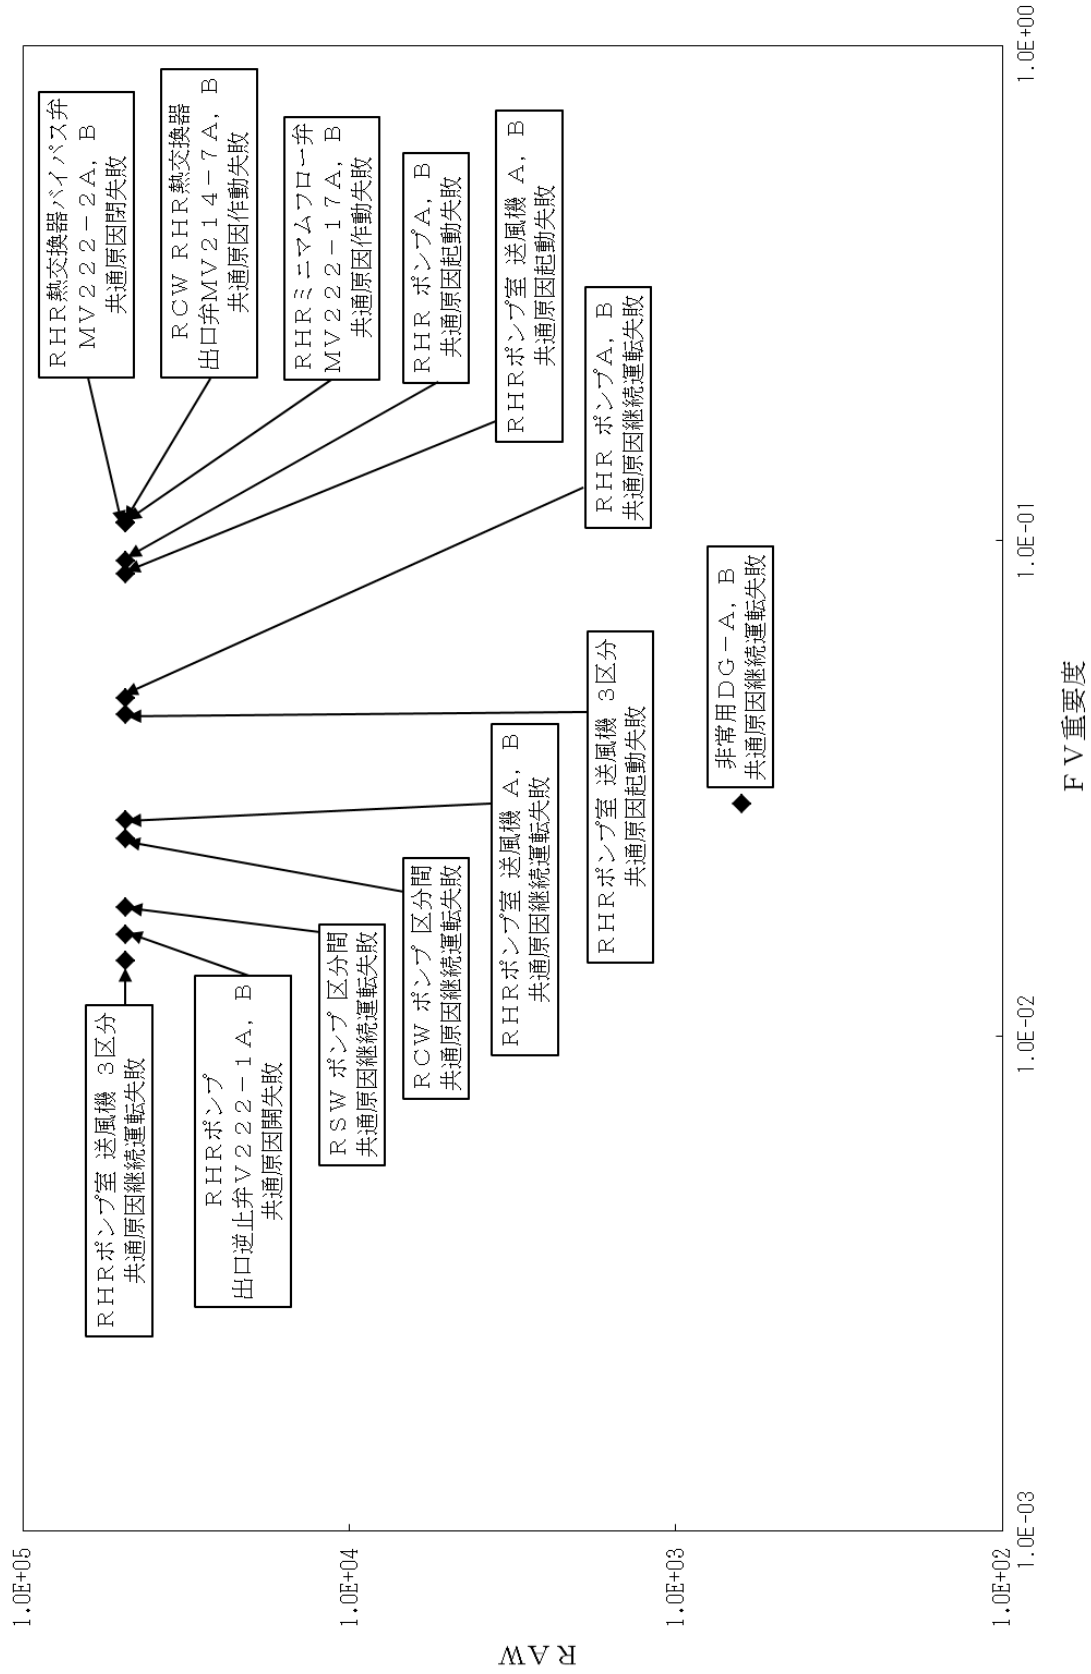 1.0E+05
1.0E+04
1.0E+03
1.0E+02
RAW
1.0E-03
1.0E-02
1.0E-01
1.0E+00
FV重要度
RHRポンプ室 送風機 3区分
共通原因継続運転失敗
RHRポンプ
出口逆止弁V222-1A, B
共通原因開失敗
RSW ポンプ 区分間
共通原因継続運転失敗
RCW ポンプ 区分間
共通原因継続運転失敗
RHRポンプ室 送風機 A, B
共通原因継続運転失敗
RHRポンプ室 送風機 3区分
共通原因起動失敗
非常用DG-A, B
共通原因継続運転失敗
RHR ポンプA, B
共通原因継続運転失敗
RHRポンプ室 送風機 A, B
共通原因起動失敗
RHR ポンプA, B
共通原因起動失敗
RHRミニマムフロー弁
MV222-17A, B
共通原因作動失敗
RCW RHR熱交換器
出口弁MV214-7A, B
共通原因作動失敗
RHR熱交換器バイパス弁
MV222-2A, B
共通原因閉失敗